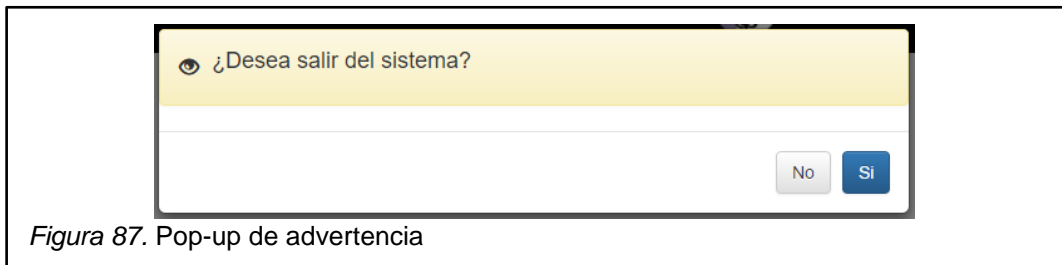 ¿Desea salir del sistema?
No Si
Figura 87. Pop-up de advertencia